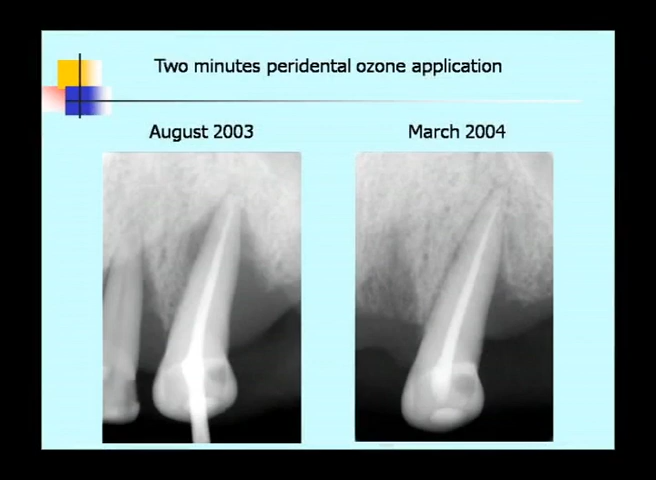 Two minutes peridental ozone application
August 2003
March 2004